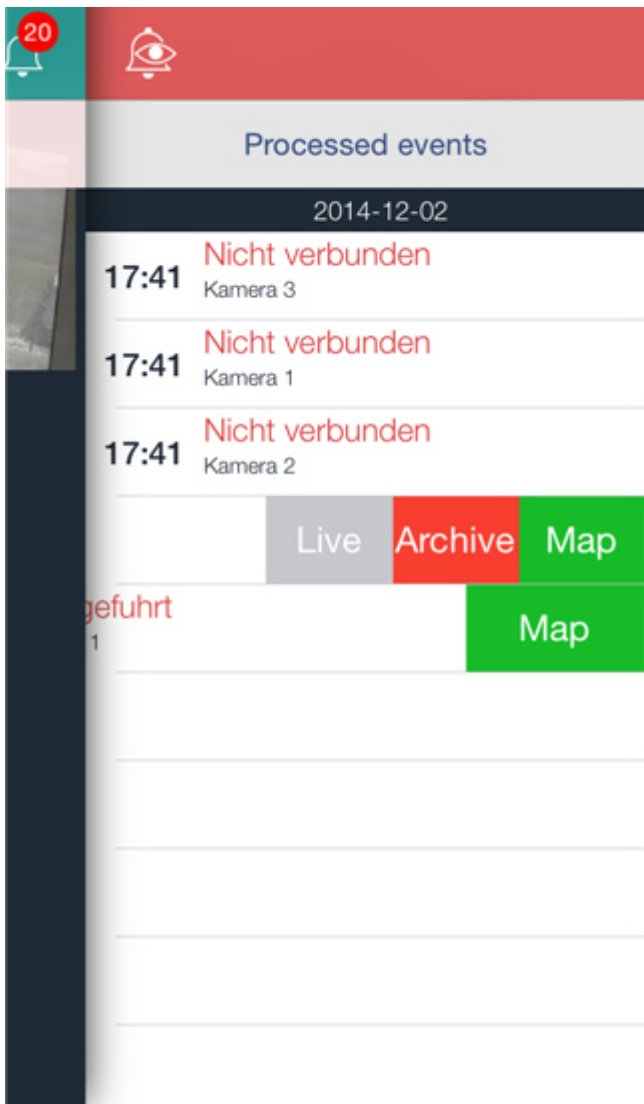 20
Processed events
2014-12-02
17:41 Nicht verbunden
Kamera 3
17:41 Nicht verbunden
Kamera 1
17:41 Nicht verbunden
Kamera 2
Live Archive Map
gefuhrt
1
Map